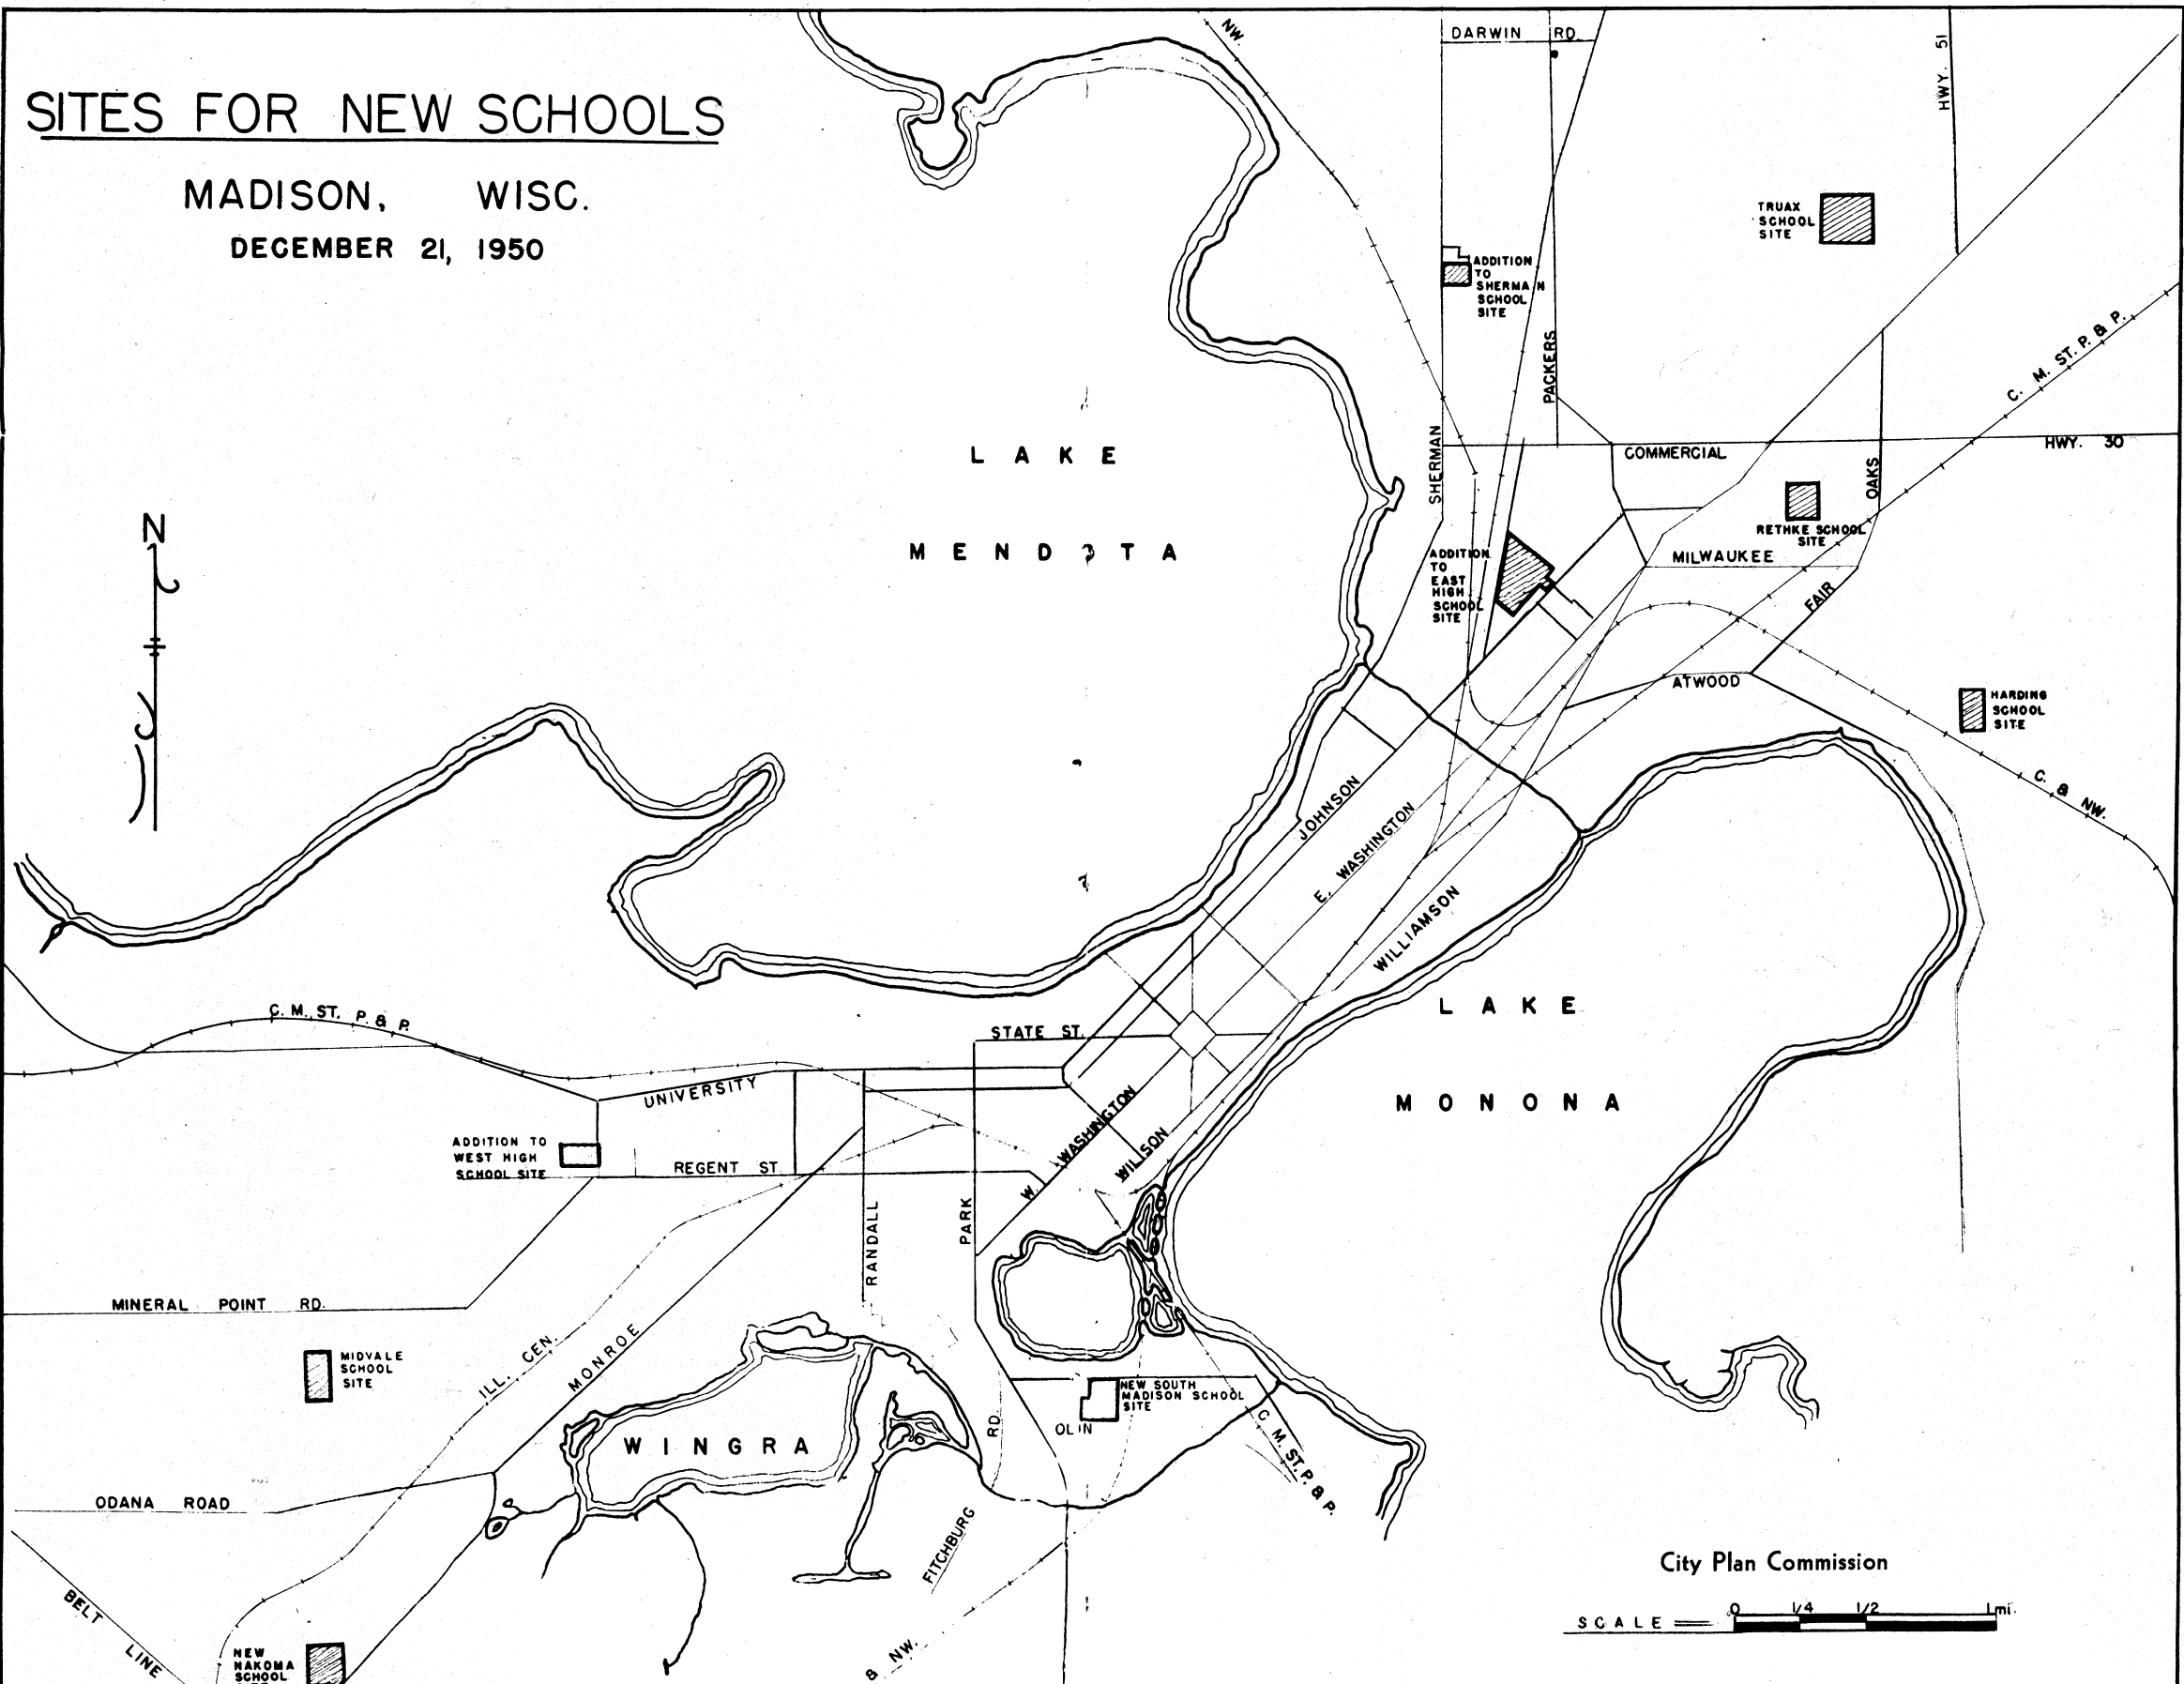 SITES FOR NEW SCHOOLS
MADISON, WISC.
DECEMBER 21, 1950
NW.
DARWIN RD.
HWY. 51
TRUAX
SCHOOL
SITE
ADDITION
TO
SHERMAN
SCHOOL
SITE
PACKERS
C. M. ST. P. & P.
SHERMAN
COMMERCIAL
HWY. 30
OAKS
LAKE
MENDOTA
N
RETHKE SCHOOL
SITE
ADDITION
TO
EAST
HIGH
SCHOOL
SITE
MILWAUKEE
FAIR
ATWOOD
HARDING
SCHOOL
SITE
C. & NW.
JOHNSON
E. WASHINGTON
WILLIAMSON
LAKE
MONONA
C. M. ST. P. & P.
STATE ST.
UNIVERSITY
W. WASHINGTON
WILSON
ADDITION TO
WEST HIGH
SCHOOL SITE
REGENT ST.
RANDALL
PARK
MINERAL POINT RD.
MIDVALE
SCHOOL
SITE
ILL. CEN.
MONROE
WINGRA
RD
NEW SOUTH
MADISON SCHOOL
SITE
OLIN
C. M. ST. P. & P.
ODANA ROAD
FITCHBURG
BELT LINE
NEW
NAKOMA
SCHOOL
& NW.
City Plan Commission
SCALE
0 1/4 1/2 1 mi.